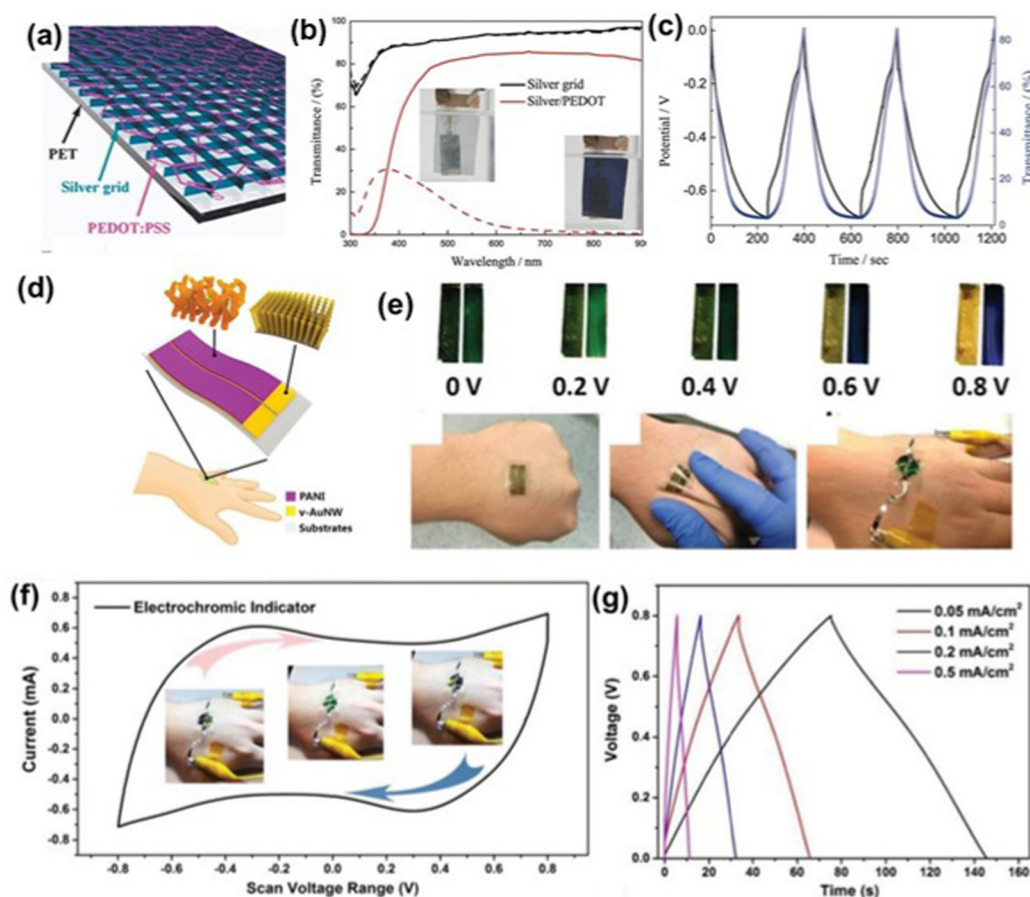 (a)
PET
Silver grid
PEDOT:PSS
(b)
100
80
60
40
20
0
Transmittance / (%)
Silver grid
Silver/PEDOT
300
400
500
600
700
800
900
Wavelength / nm
(c)
0.0
-0.2
-0.4
-0.6
Potential / V
80
60
40
20
0
Transmittance / (%)
0
200
400
600
800
1000
1200
Time / sec
(d)
PANI
v-AuNW
Substrates
(e)
0 V
0.2 V
0.4 V
0.6 V
0.8 V
(f)
Electrochromic Indicator
0.8
0.6
0.4
0.2
0.0
-0.2
-0.4
-0.6
-0.8
Current (mA)
-0.8
-0.6
-0.4
-0.2
0.0
0.2
0.4
0.6
0.8
Scan Voltage Range (V)
(g)
0.05 mA/cm²
0.1 mA/cm²
0.2 mA/cm²
0.5 mA/cm²
1.0
0.8
0.6
0.4
0.2
0.0
Voltage (V)
0
20
40
60
80
100
120
140
160
Time (s)